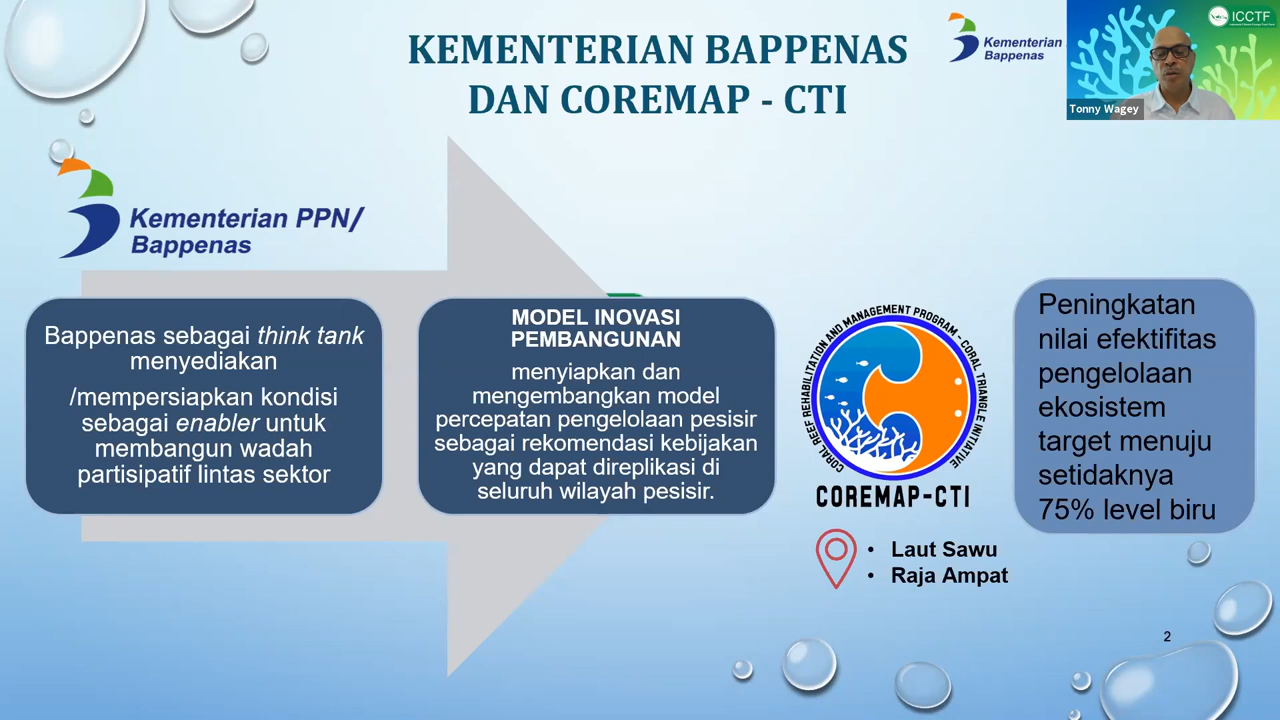 KEMENTERIAN BAPPENAS
DAN COREMAP - CTI
Kementerian
Bappenas
ICCTF
Tonny Wagey
Kementerian PPN/
Bappenas
Bappenas sebagai think tank
menyediakan
/mempersiapkan kondisi
sebagai enabler untuk
membangun wadah
partisipatif lintas sektor
MODEL INOVASI
PEMBANGUNAN
menyiapkan dan
mengembangkan model
percepatan pengelolaan pesisir
sebagai rekomendasi kebijakan
yang dapat direplikasi di
seluruh wilayah pesisir.
CORAL REEF REHABILITATION AND MANAGEMENT PROGRAM - CORAL TRIANGLE INITIATIVE
COREMAP-CTI
• Laut Sawu
• Raja Ampat
Peningkatan
nilai efektifitas
pengelolaan
ekosistem
target menuju
setidaknya
75% level biru
2